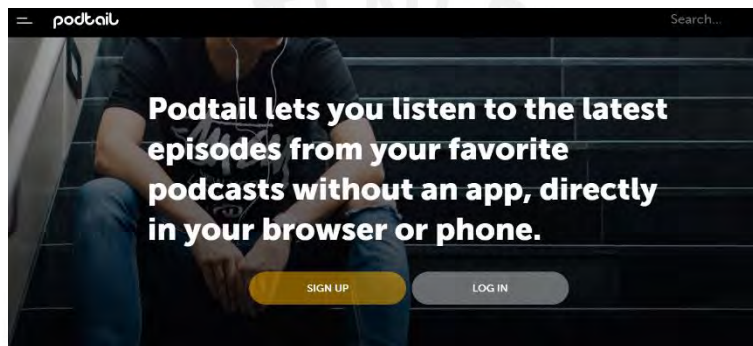 podtail
Search...
Podtail lets you listen to the latest
episodes from your favorite
podcasts without an app, directly
in your browser or phone.
SIGN UP
LOG IN